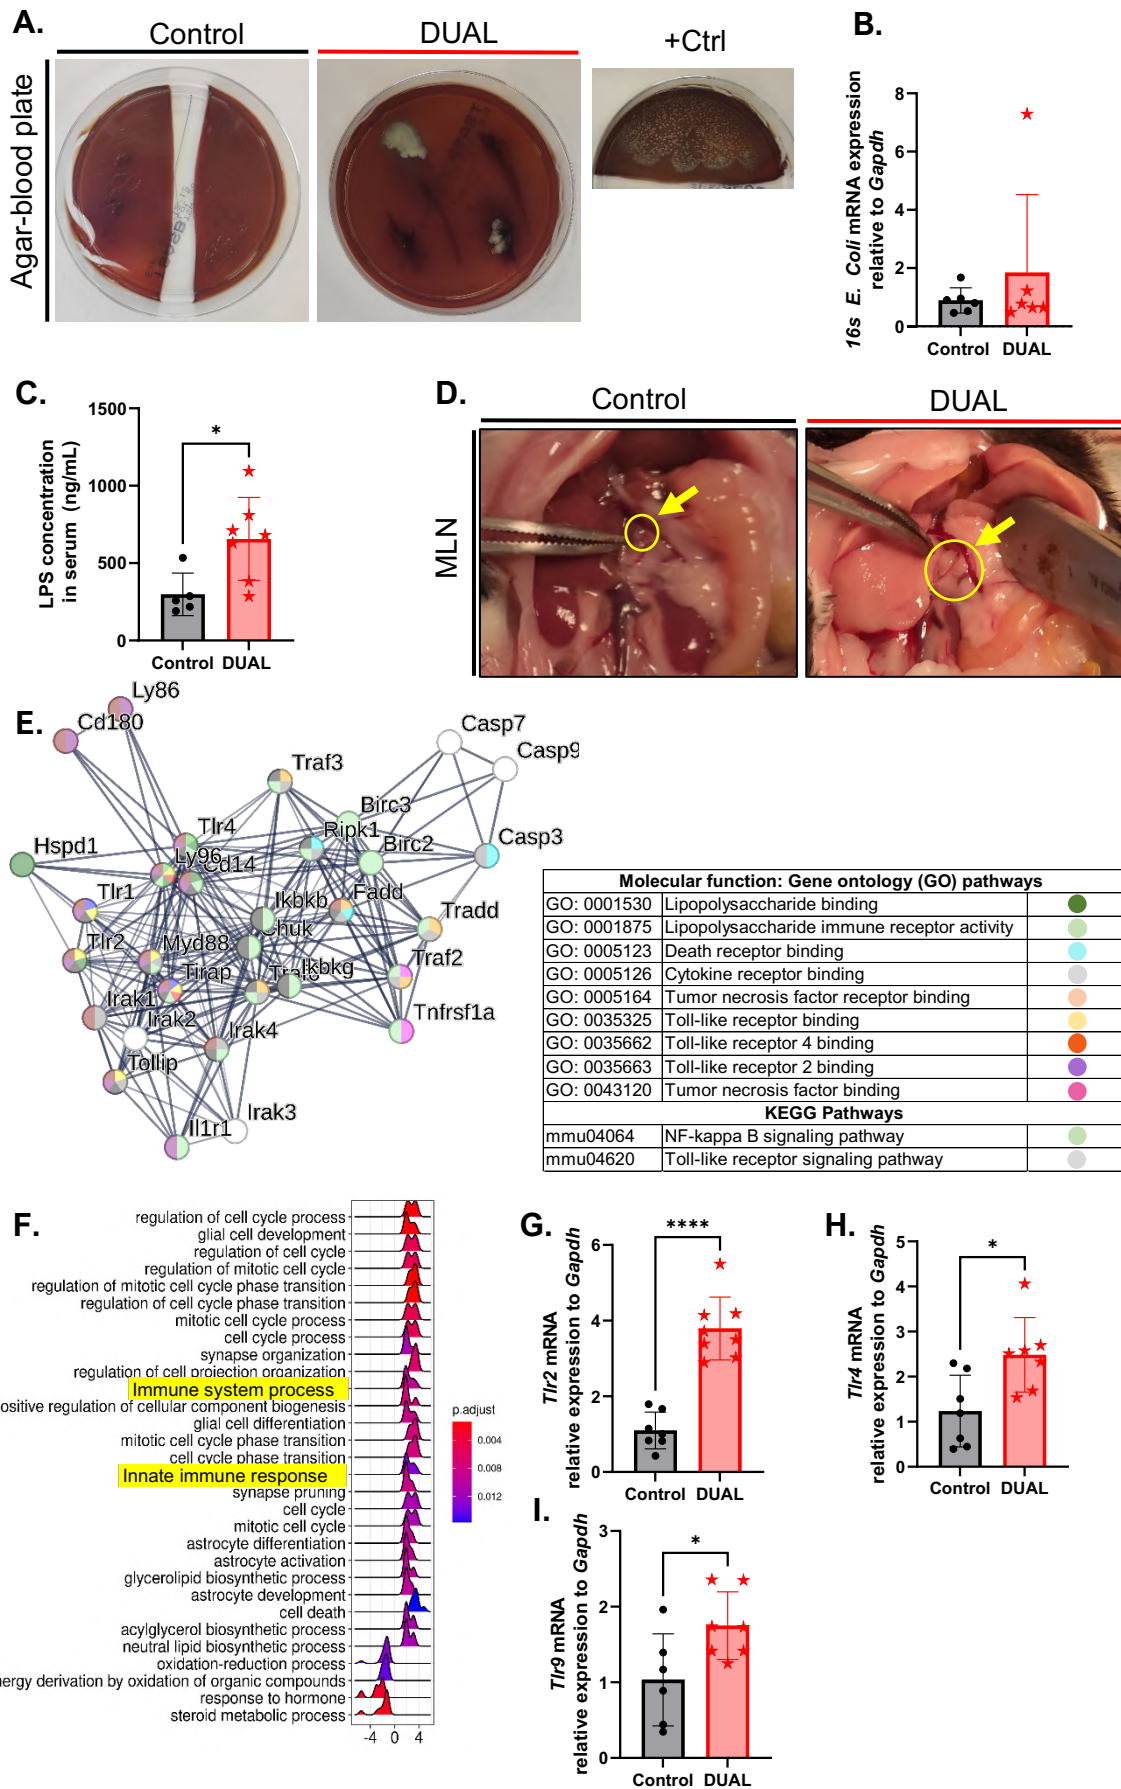 A.
Control
DUAL
+Ctrl
Agar-blood plate
B.
16s E. Coli mRNA expression
relative to Gapdh
8
6
4
2
0
Control DUAL
C.
LPS concentration
in serum (ng/mL)
1500
1000
500
0
*
Control DUAL
D.
Control
DUAL
MLN
E.
Ly86
Cd180
Casp7
Casp9
Traf3
Birc3
Tlr4
Ripk1
Birc2
Casp3
Hspd1
Ly96
Cd14
Tlr1
Ikbkb
Fadd
Tradd
Chuk
Tlr2
Myd88
Traf2
Tirap
Ikbkg
Irak1
Irak2
Irak4
Tnfrsf1a
Tollip
Irak3
Il1r1
Molecular function: Gene ontology (GO) pathways
GO: 0001530 Lipopolysaccharide binding
GO: 0001875 Lipopolysaccharide immune receptor activity
GO: 0005123 Death receptor binding
GO: 0005126 Cytokine receptor binding
GO: 0005164 Tumor necrosis factor receptor binding
GO: 0035325 Toll-like receptor binding
GO: 0035662 Toll-like receptor 4 binding
GO: 0035663 Toll-like receptor 2 binding
GO: 0043120 Tumor necrosis factor binding
KEGG Pathways
mmu04064 NF-kappa B signaling pathway
mmu04620 Toll-like receptor signaling pathway
F.
regulation of cell cycle process
glial cell development
regulation of cell cycle
regulation of mitotic cell cycle
regulation of mitotic cell cycle phase transition
regulation of cell cycle phase transition
mitotic cell cycle process
cell cycle process
synapse organization
regulation of cell projection organization
Immune system process
ositive regulation of cellular component biogenesis
glial cell differentiation
mitotic cell cycle phase transition
cell cycle phase transition
Innate immune response
synapse pruning
cell cycle
mitotic cell cycle
astrocyte differentiation
astrocyte activation
glycerolipid biosynthetic process
astrocyte development
cell death
acylglycerol biosynthetic process
neutral lipid biosynthetic process
oxidation-reduction process
nergy derivation by oxidation of organic compounds
response to hormone
steroid metabolic process
-4 0 4
p.adjust
0.004
0.008
0.012
G.
Tlr2 mRNA
relative expression to Gapdh
6
4
2
0
****
Control DUAL
H.
Tlr4 mRNA
relative expression to Gapdh
5
4
3
2
1
0
*
Control DUAL
I.
Tlr9 mRNA
relative expression to Gapdh
3
2
1
0
*
Control DUAL